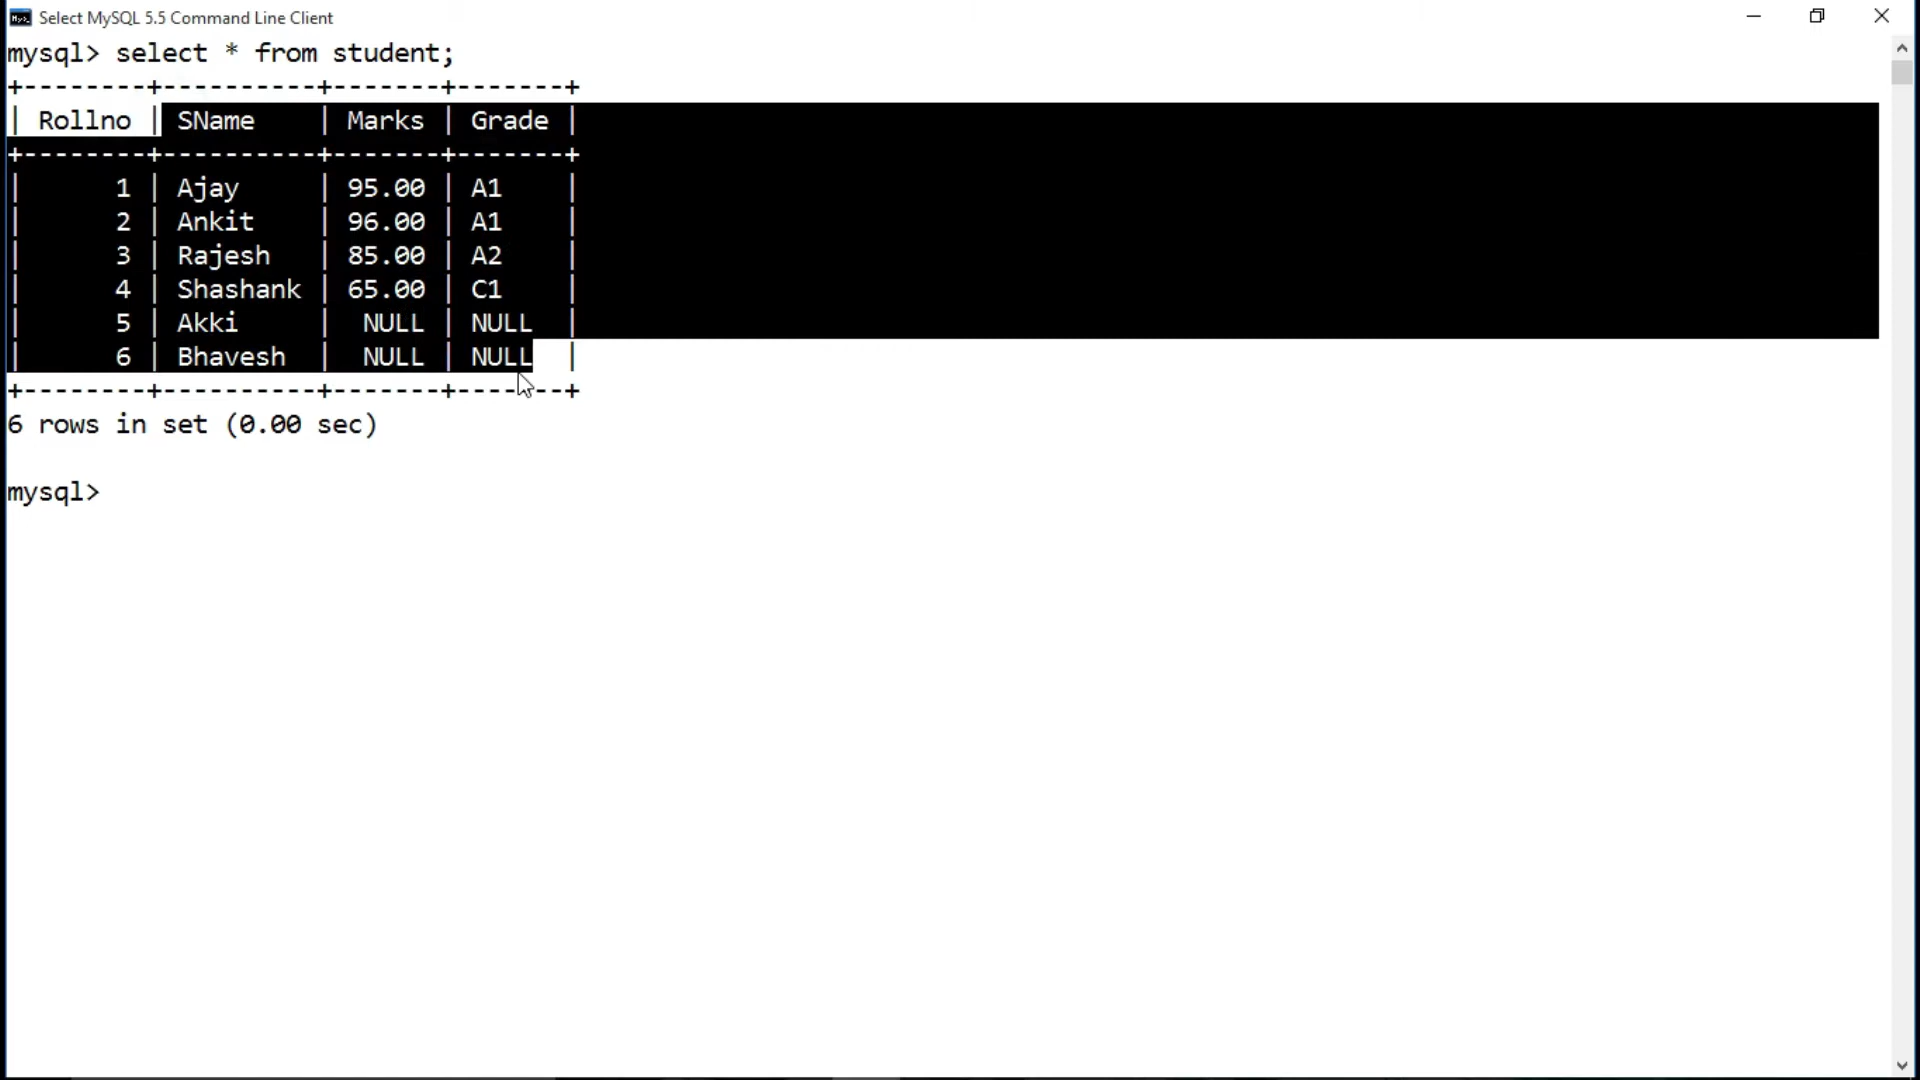 Select MySQL 5.5 Command Line Client
mysql> select * from student;
+--------+----------+-------+-------+
| Rollno | SName    | Marks | Grade |
+--------+----------+-------+-------+
|      1 | Ajay     | 95.00 | A1    |
|      2 | Ankit    | 96.00 | A1    |
|      3 | Rajesh   | 85.00 | A2    |
|      4 | Shashank | 65.00 | C1    |
|      5 | Akki     |  NULL | NULL  |
|      6 | Bhavesh  |  NULL | NULL  |
+--------+----------+-------+-------+
6 rows in set (0.00 sec)
mysql>